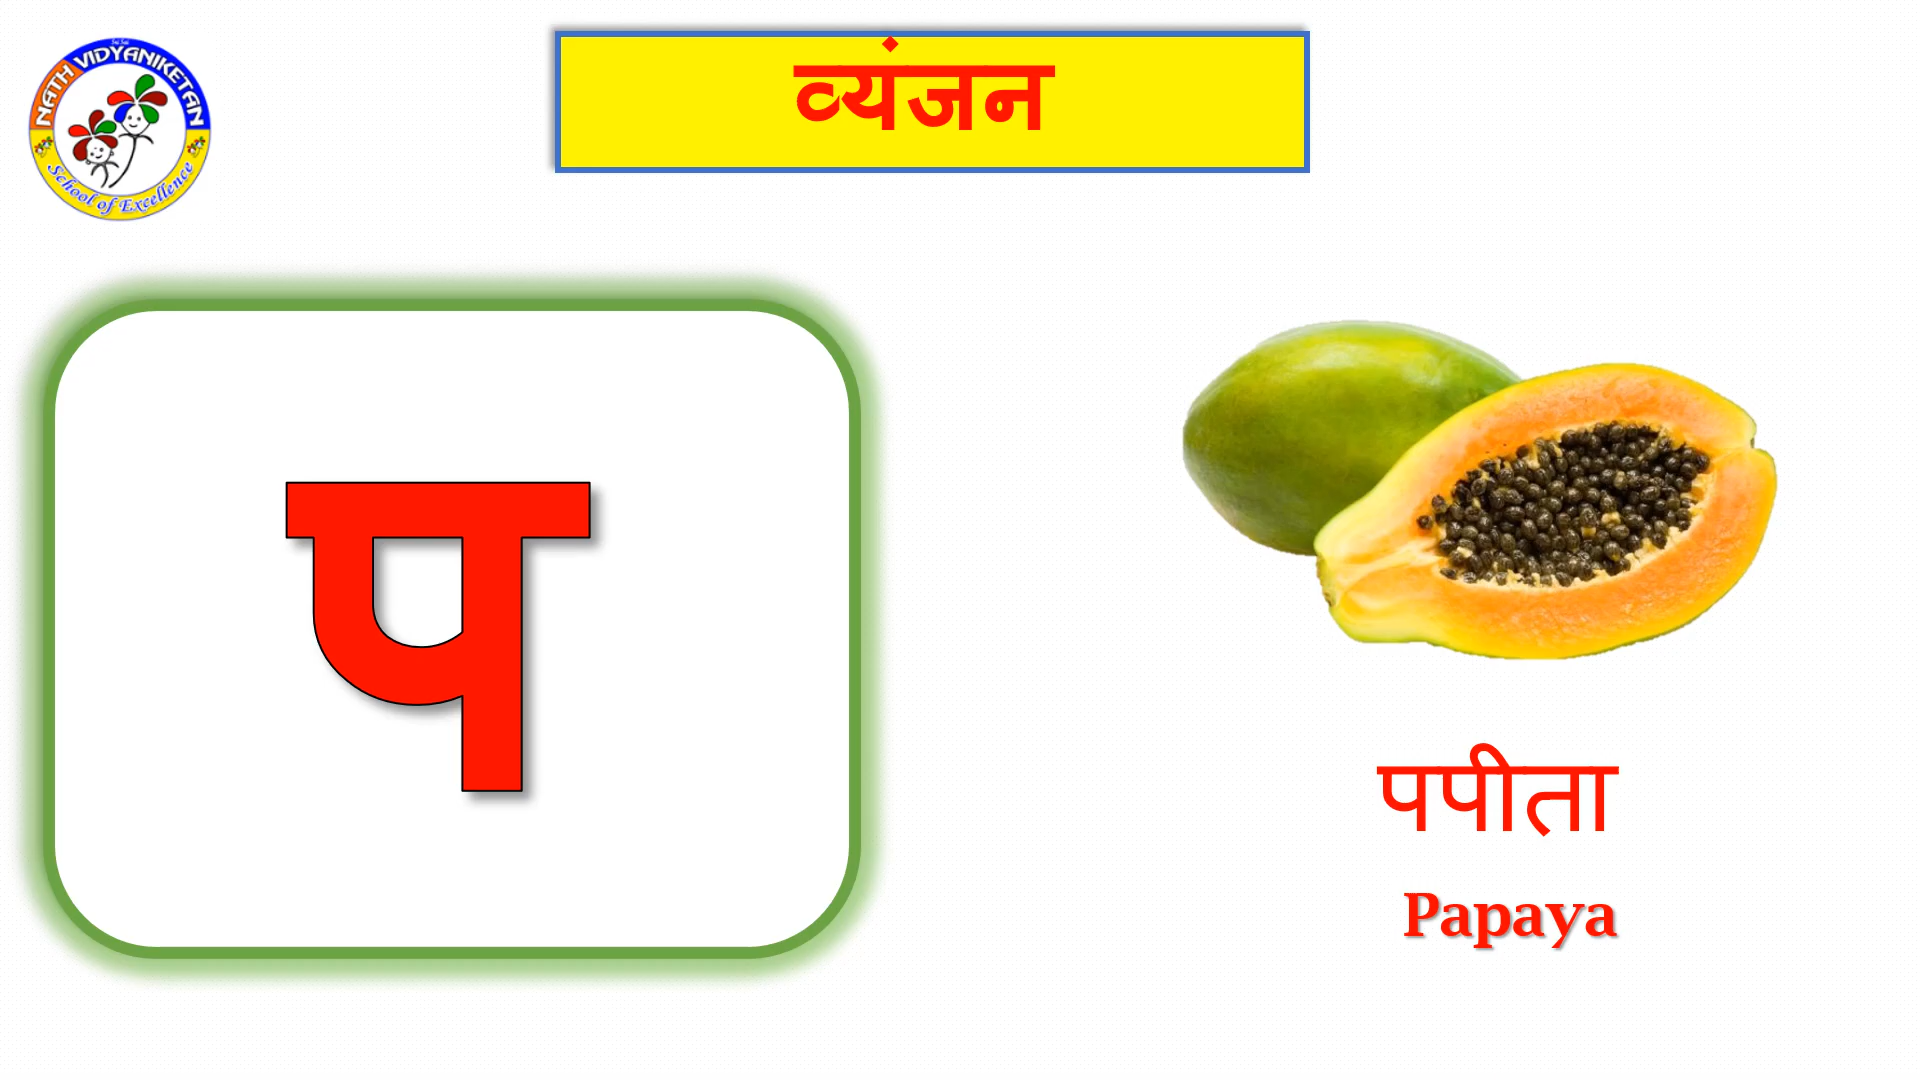 NATH VIDYANIKETAN
School of Excellence
व्यंजन
प
पपीता
Papaya